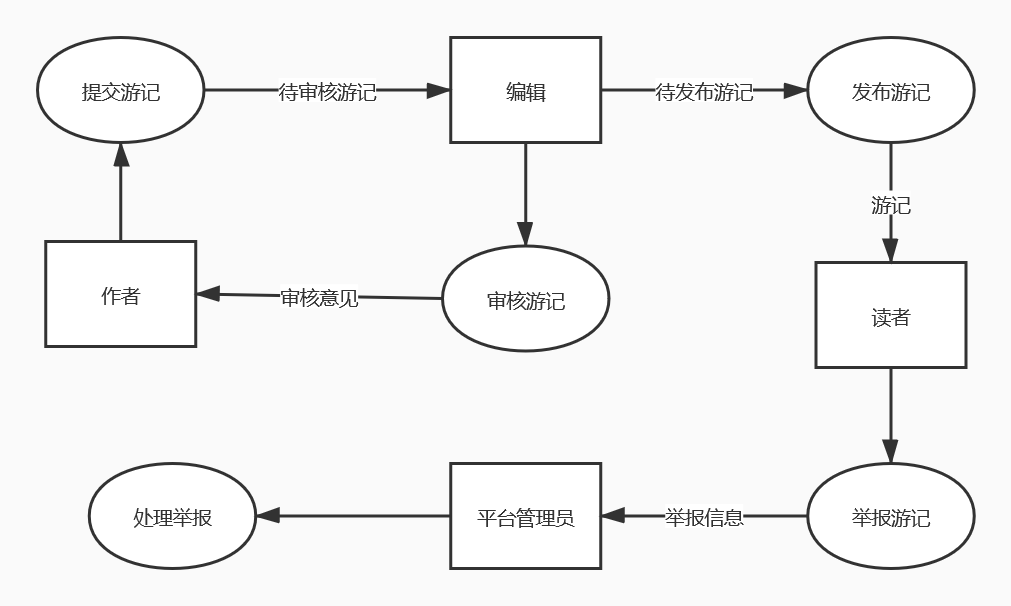 提交游记
待审核游记
编辑
待发布游记
发布游记
游记
作者
审核意见
审核游记
读者
处理举报
平台管理员
举报信息
举报游记